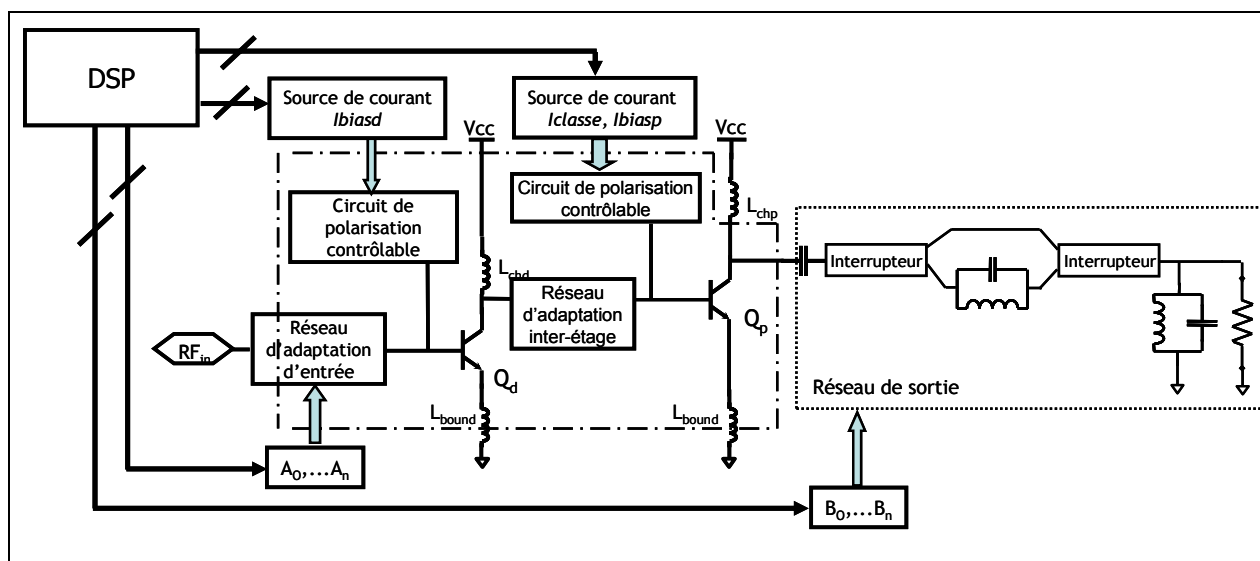 DSP
Source de courant
Ibiasd
Source de courant
Iclasse, Ibiasp
Vcc
Vcc
Circuit de
polarisation
contrôlable
Circuit de polarisation
contrôlable
Lchp
Lchd
Interrupteur
Interrupteur
Réseau
d'adaptation
inter-étage
Qp
RFin
Réseau
d'adaptation
d'entrée
Qd
Réseau de sortie
Lbound
Lbound
A0,...An
B0,...Bn